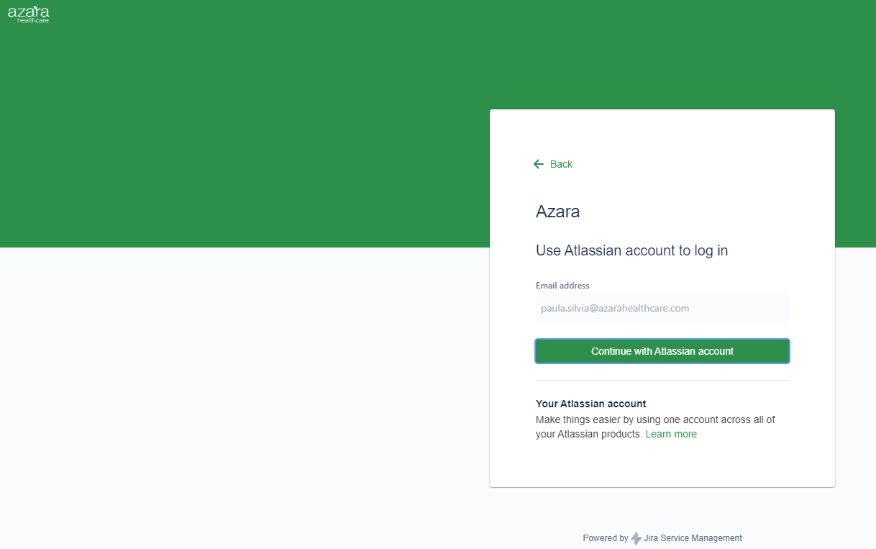 azara
healthcare
Back
Azara
Use Atlassian account to log in
Email address
paula.silvia@azarahealthcare.com
Continue with Atlassian account
Your Atlassian account
Make things easier by using one account across all of
your Atlassian products. Learn more
Powered by Jira Service Management